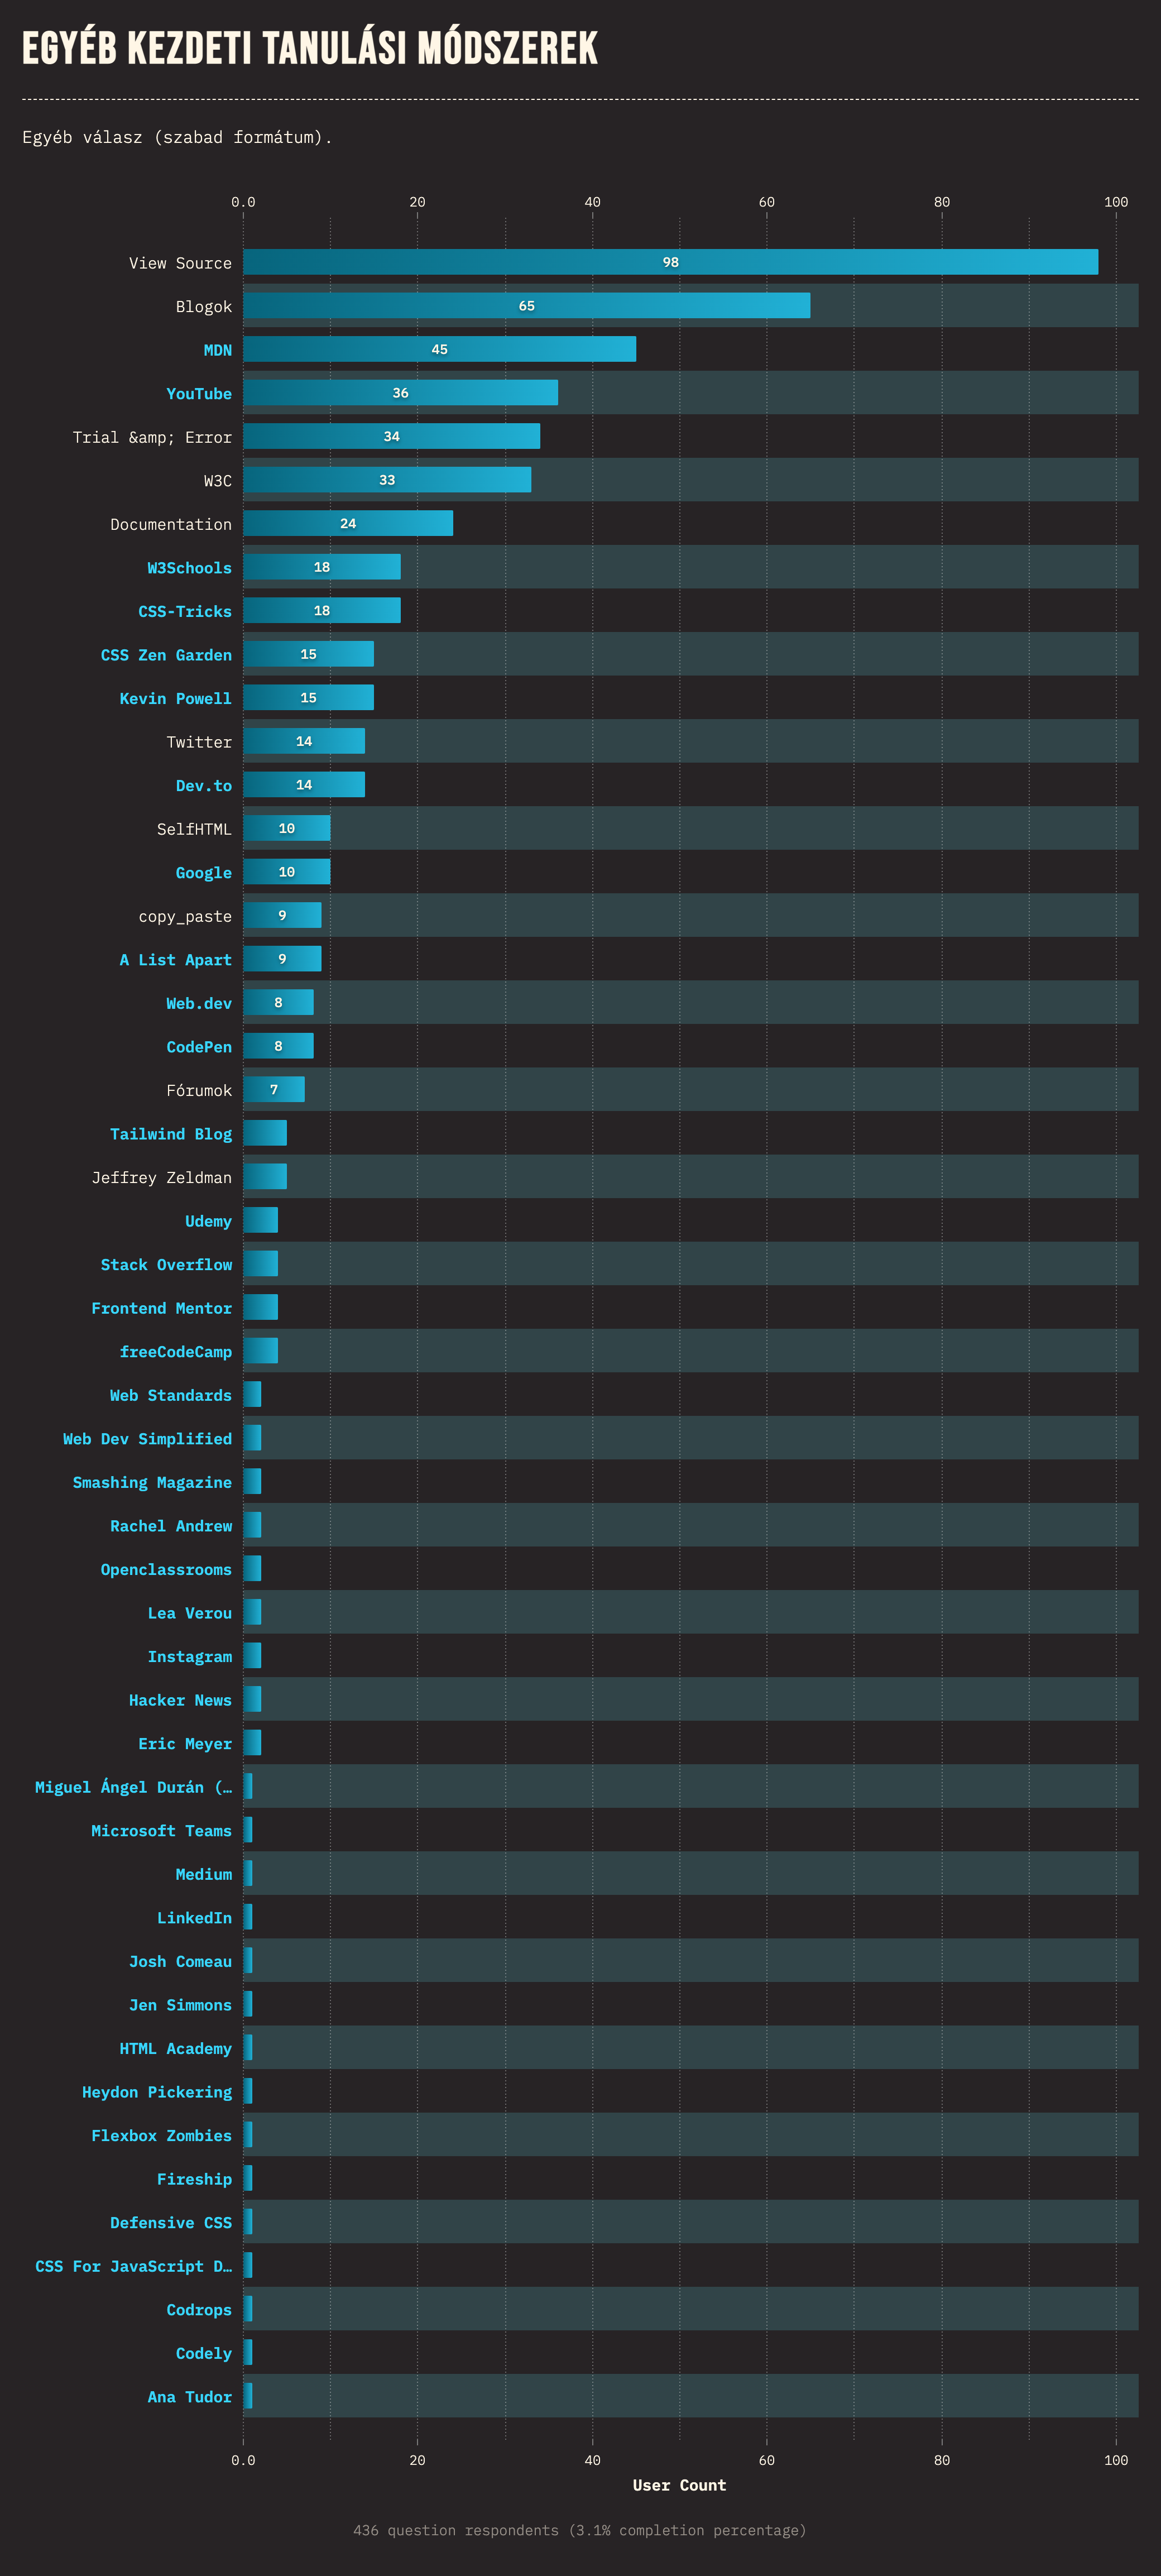 EGYÉB KEZDETI TANULÁSI MÓDSZEREK
Egyéb válasz (szabad formátum).
0.0 20 40 60 80 100
View Source 98
Blogok 65
MDN 45
YouTube 36
Trial &amp; Error 34
W3C 33
Documentation 24
W3Schools 18
CSS-Tricks 18
CSS Zen Garden 15
Kevin Powell 15
Twitter 14
Dev.to 14
SelfHTML 10
Google 10
copy_paste 9
A List Apart 9
Web.dev 8
CodePen 8
Fórumok 7
Tailwind Blog
Jeffrey Zeldman
Udemy
Stack Overflow
Frontend Mentor
freeCodeCamp
Web Standards
Web Dev Simplified
Smashing Magazine
Rachel Andrew
Openclassrooms
Lea Verou
Instagram
Hacker News
Eric Meyer
Miguel Ángel Durán (…
Microsoft Teams
Medium
LinkedIn
Josh Comeau
Jen Simmons
HTML Academy
Heydon Pickering
Flexbox Zombies
Fireship
Defensive CSS
CSS For JavaScript D…
Codrops
Codely
Ana Tudor
0.0 20 40 60 80 100
User Count
436 question respondents (3.1% completion percentage)